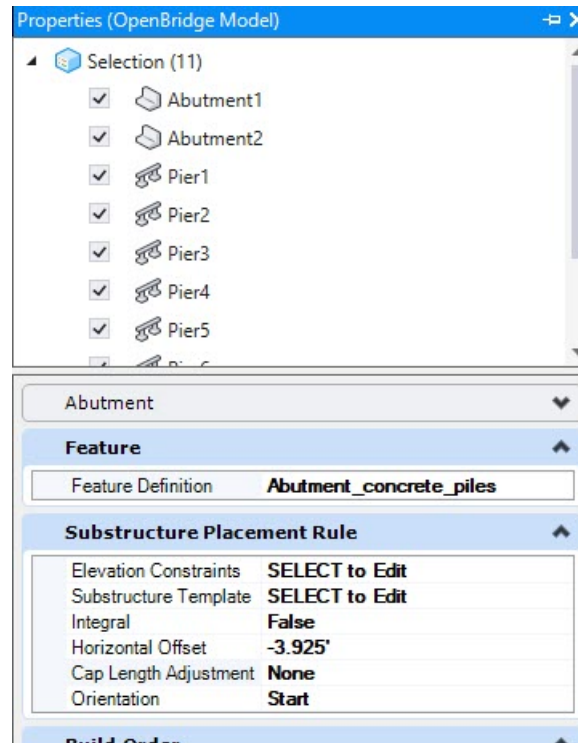 Properties (OpenBridge Model)
Selection (11)
Abutment1
Abutment2
Pier1
Pier2
Pier3
Pier4
Pier5
Abutment
Feature
Feature Definition Abutment_concrete_piles
Substructure Placement Rule
Elevation Constraints SELECT to Edit
Substructure Template SELECT to Edit
Integral False
Horizontal Offset -3.925'
Cap Length Adjustment None
Orientation Start
Build Order